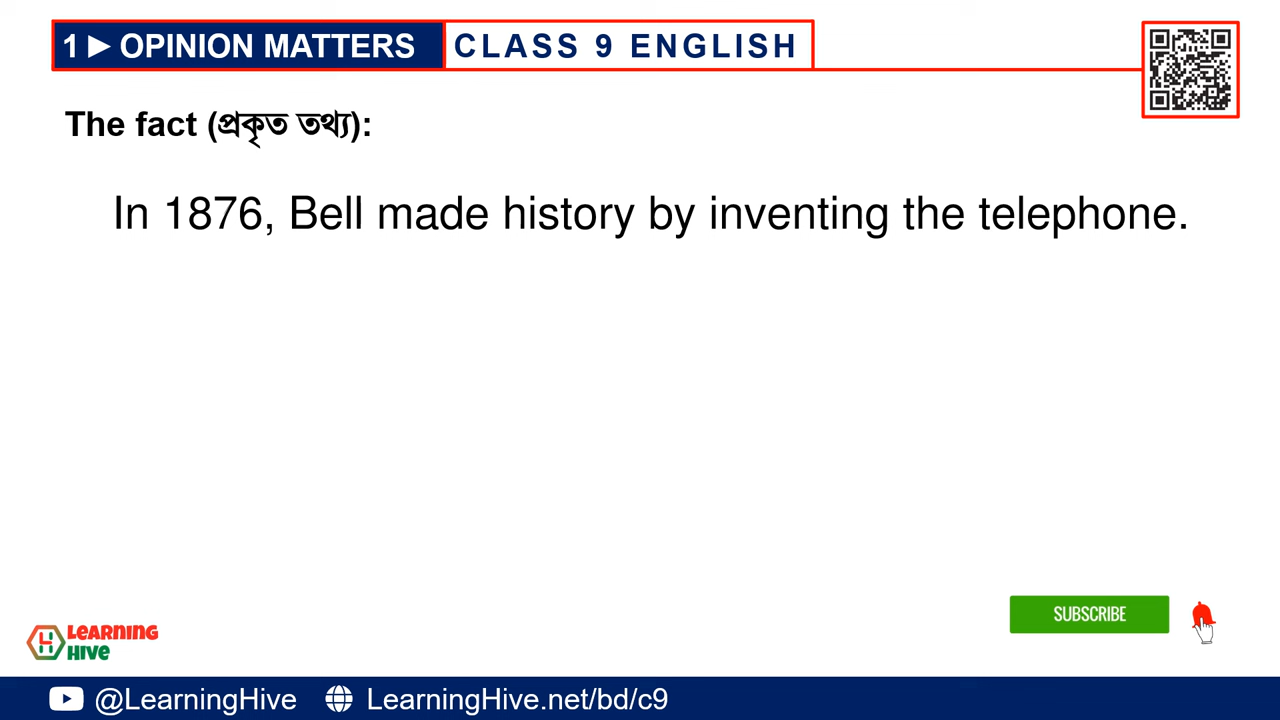 1 ► OPINION MATTERS CLASS 9 ENGLISH
The fact (প্রকৃত তথ্য):
In 1876, Bell made history by inventing the telephone.
SUBSCRIBE
Learning
Hive
@LearningHive LearningHive.net/bd/c9